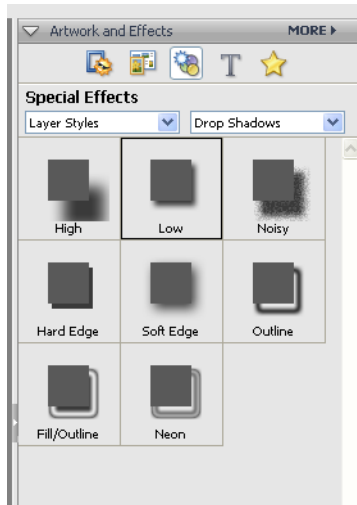 Artwork and Effects MORE
T
Special Effects
Layer Styles Drop Shadows
High Low Noisy
Hard Edge Soft Edge Outline
Fill/Outline Neon